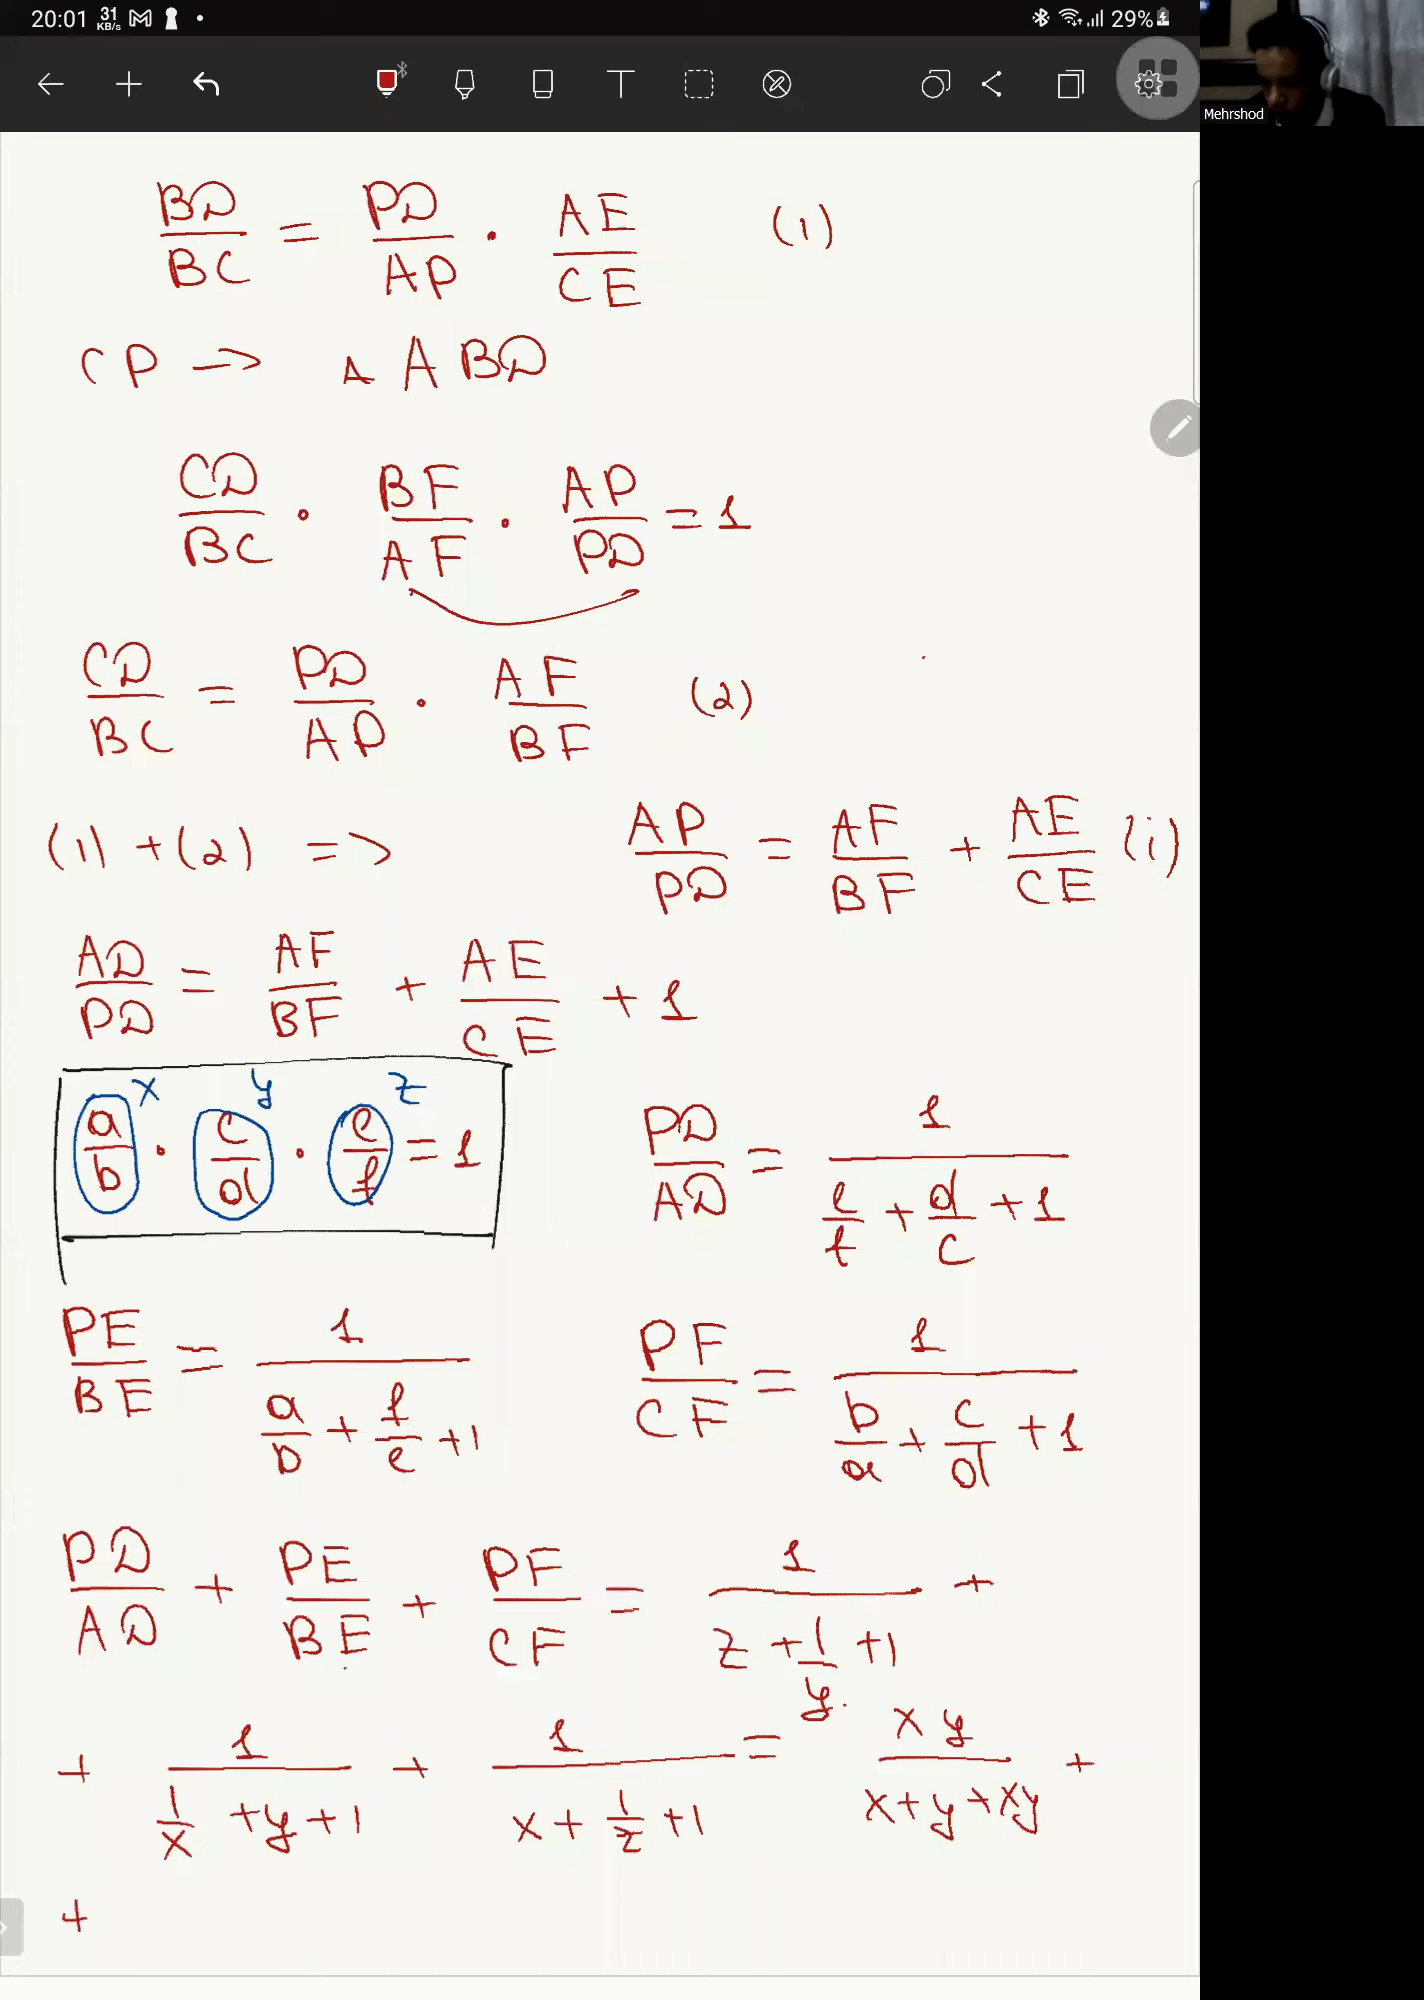 20:01 31 KB/s 29%
Mehrshod
BD/BC = PD/AP · AE/CE (1)
CP -> △ABD
CD/BC · BF/AF · AP/PD = 1
CD/BC = PD/AP · AF/BF (2)
(1) + (2) => AP/PD = AF/BF + AE/CE (i)
AD/PD = AF/BF + AE/CE + 1
x y z
a/b · c/d · e/f = 1
PD/AD = 1/(e/f + d/c + 1)
PE/BE = 1/(a/b + f/e + 1)
PF/CF = 1/(b/a + c/d + 1)
PD/AD + PE/BE + PF/CF = 1/(z + 1/y + 1) +
+ 1/(1/x + y + 1) + 1/(x + 1/z + 1) = xy/(x + y + xy) +
+